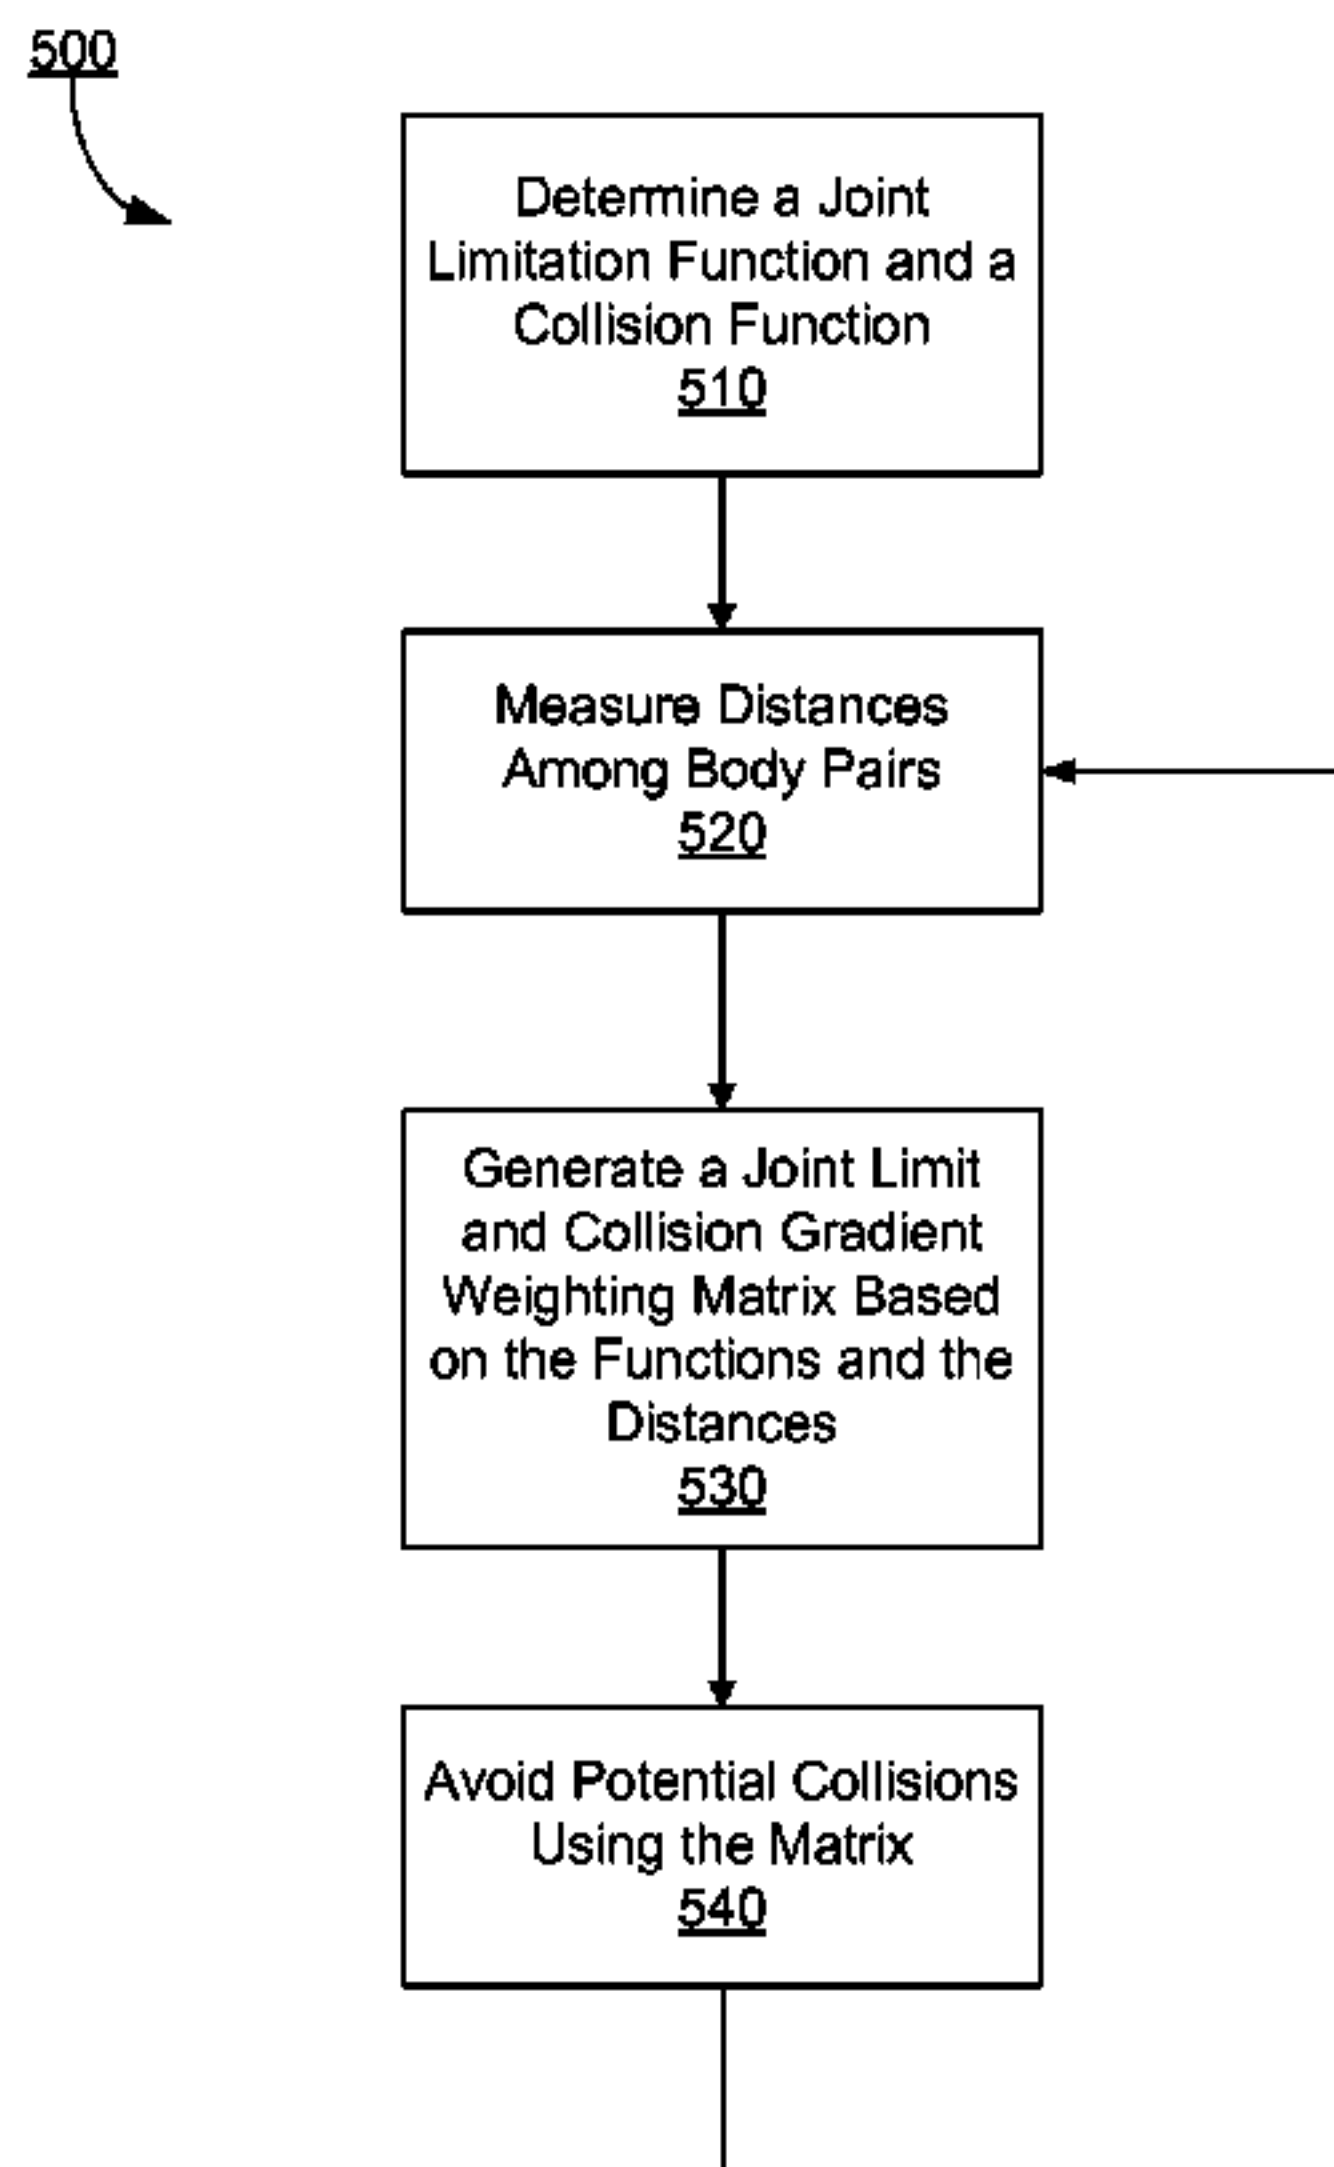 500
Determine a Joint
Limitation Function and a
Collision Function
510
Measure Distances
Among Body Pairs
520
Generate a Joint Limit
and Collision Gradient
Weighting Matrix Based
on the Functions and the
Distances
530
Avoid Potential Collisions
Using the Matrix
540